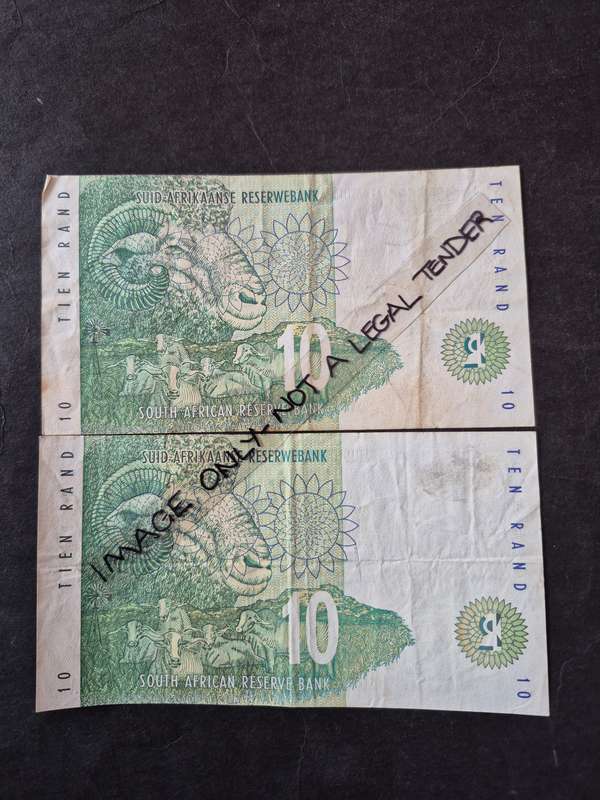 TIEN RAND
10
SUID-AFRIKAANSE RESERWEBANK
10
SOUTH AFRICAN RESERVE BANK
TEN RAND
10
IMAGE ONLY-NOT A LEGAL TENDER
TIEN RAND
10
SUID-AFRIKAANSE RESERWEBANK
10
SOUTH AFRICAN RESERVE BANK
TEN RAND
10